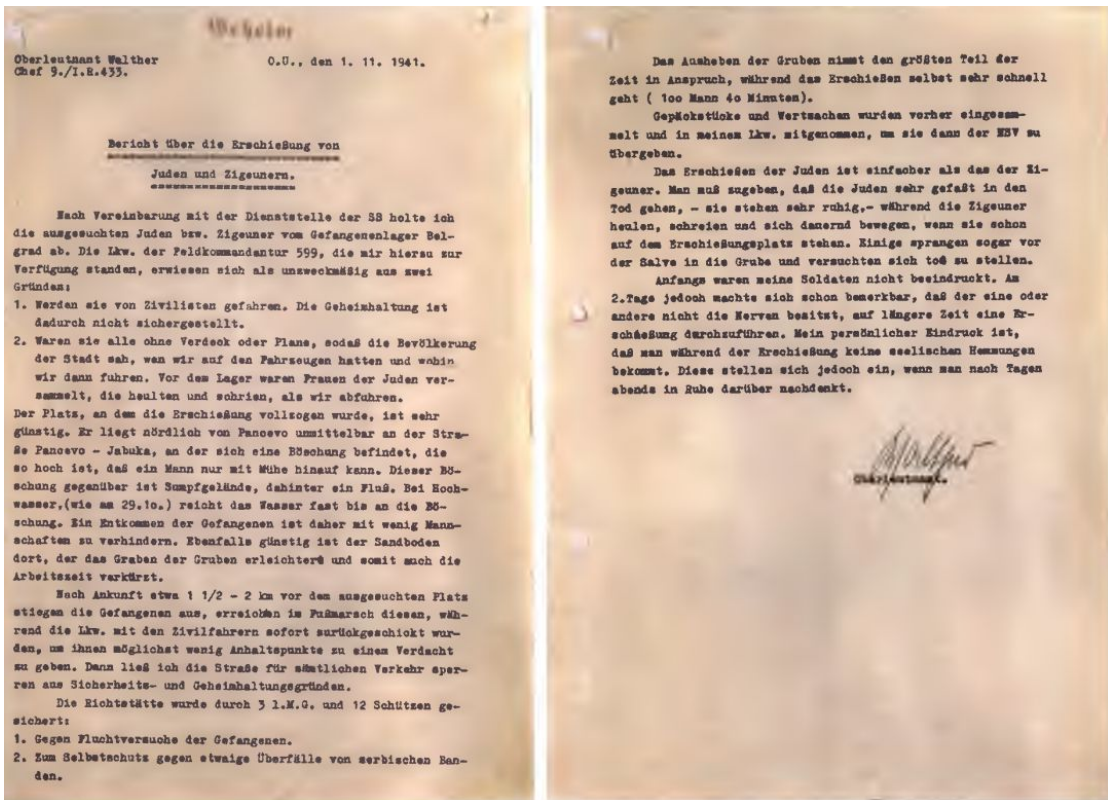 Geheim
Oberleutnant Walther
Chef 9./I.R.433.
O.U., den 1. 11. 1941.
Bericht über die Erschießung von
Juden und Zigeunern.
Nach Vereinbarung mit der Dienststelle der SS holte ich
die ausgesuchten Juden bzw. Zigeuner vom Gefangenenlager Bel-
grad ab. Die Lkw. der Feldkommandantur 599, die mir hierzu zur
Verfügung standen, erwiesen sich als unzweckmäßig aus zwei
Gründen:
1. Werden sie von Zivilisten gefahren. Die Geheimhaltung ist
dadurch nicht sichergestellt.
2. Waren sie alle ohne Verdeck oder Plane, sodaß die Bevölkerung
der Stadt sah, wen wir auf den Fahrzeugen hatten und wohin
wir dann fuhren. Vor dem Lager waren Frauen der Juden ver-
sammelt, die heulten und schrien, als wir abfuhren.
Der Platz, an dem die Erschießung vollzogen wurde, ist sehr
günstig. Er liegt nördlich von Pancevo unmittelbar an der Stra-
ße Pancevo - Jabuka, an der sich eine Böschung befindet, die
so hoch ist, daß ein Mann nur mit Mühe hinauf kann. Dieser Bö-
schung gegenüber ist Sumpfgelände, dahinter ein Fluß. Bei Hoch-
wasser,(wie am 29.1o.) reicht das Wasser fast bis an die Bö-
schung. Ein Entkommen der Gefangenen ist daher mit wenig Mann-
schaften zu verhindern. Ebenfalls günstig ist der Sandboden
dort, der das Graben der Gruben erleichtert und somit auch die
Arbeitszeit verkürzt.
Nach Ankunft etwa 1 1/2 - 2 km vor dem ausgesuchten Platz
stiegen die Gefangenen aus, erreichten im Fußmarsch diesen, wäh-
rend die Lkw. mit den Zivilfahrern sofort zurückgeschickt wur-
den, um ihnen möglichst wenig Anhaltspunkte zu einem Verdacht
zu geben. Dann ließ ich die Straße für sämtlichen Verkehr sper-
ren aus Sicherheits- und Geheimhaltungsgründen.
Die Richtstätte wurde durch 3 l.M.G. und 12 Schützen ge-
sichert:
1. Gegen Fluchtversuche der Gefangenen.
2. Zum Selbstschutz gegen etwaige Überfälle von serbischen Ban-
den.
Das Ausheben der Gruben nimmt den größten Teil der
Zeit in Anspruch, während das Erschießen selbst sehr schnell
geht ( 1oo Mann 4o Minuten).
Gepäckstücke und Wertsachen wurden vorher eingesam-
melt und in meinem Lkw. mitgenommen, um sie dann der NSV zu
übergeben.
Das Erschießen der Juden ist einfacher als das der Zi-
geuner. Man muß zugeben, daß die Juden sehr gefaßt in den
Tod gehen, - sie stehen sehr ruhig,- während die Zigeuner
heulen, schreien und sich dauernd bewegen, wenn sie schon
auf dem Erschießungsplatz stehen. Einige sprangen sogar vor
der Salve in die Grube und versuchten sich tot zu stellen.
Anfangs waren meine Soldaten nicht beeindruckt. Am
2.Tage jedoch machte sich schon bemerkbar, daß der eine oder
andere nicht die Nerven besitzt, auf längere Zeit eine Er-
schießung durchzuführen. Mein persönlicher Eindruck ist,
daß man während der Erschießung keine seelischen Hemmungen
bekommt. Diese stellen sich jedoch ein, wenn man nach Tagen
abends in Ruhe darüber nachdenkt.
Walther
Oberleutnant.